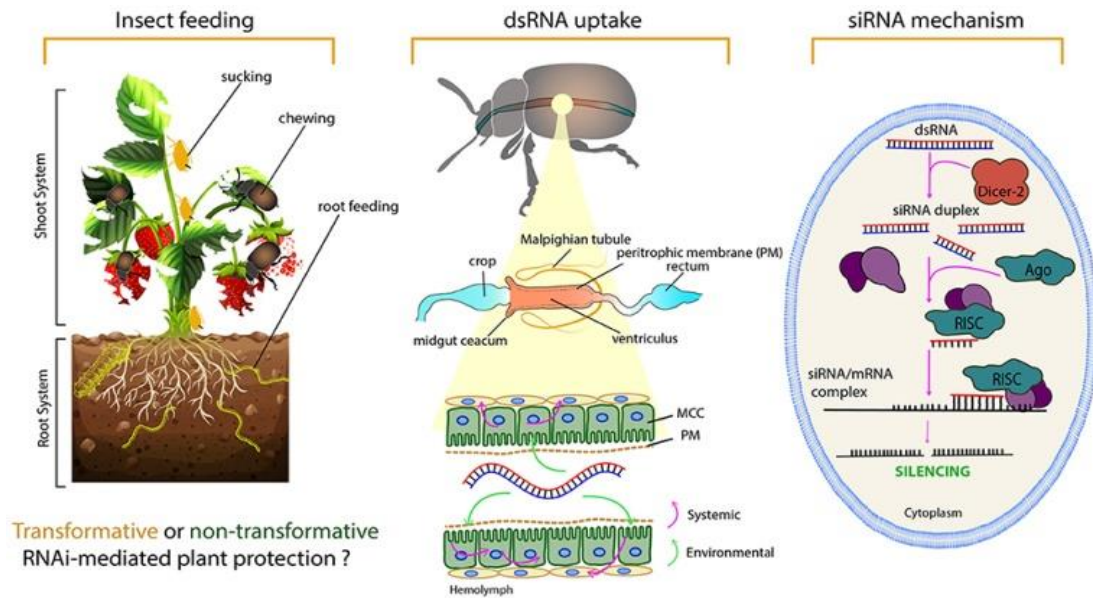 Insect feeding
sucking
chewing
root feeding
Shoot System
Root System
Transformative or non-transformative
RNAi-mediated plant protection ?
dsRNA uptake
Malpighian tubule
peritrophic membrane (PM)
crop
rectum
midgut ceacum
ventriculus
MCC
PM
Systemic
Environmental
Hemolymph
siRNA mechanism
dsRNA
Dicer-2
siRNA duplex
Ago
RISC
siRNA/mRNA
complex
RISC
SILENCING
Cytoplasm